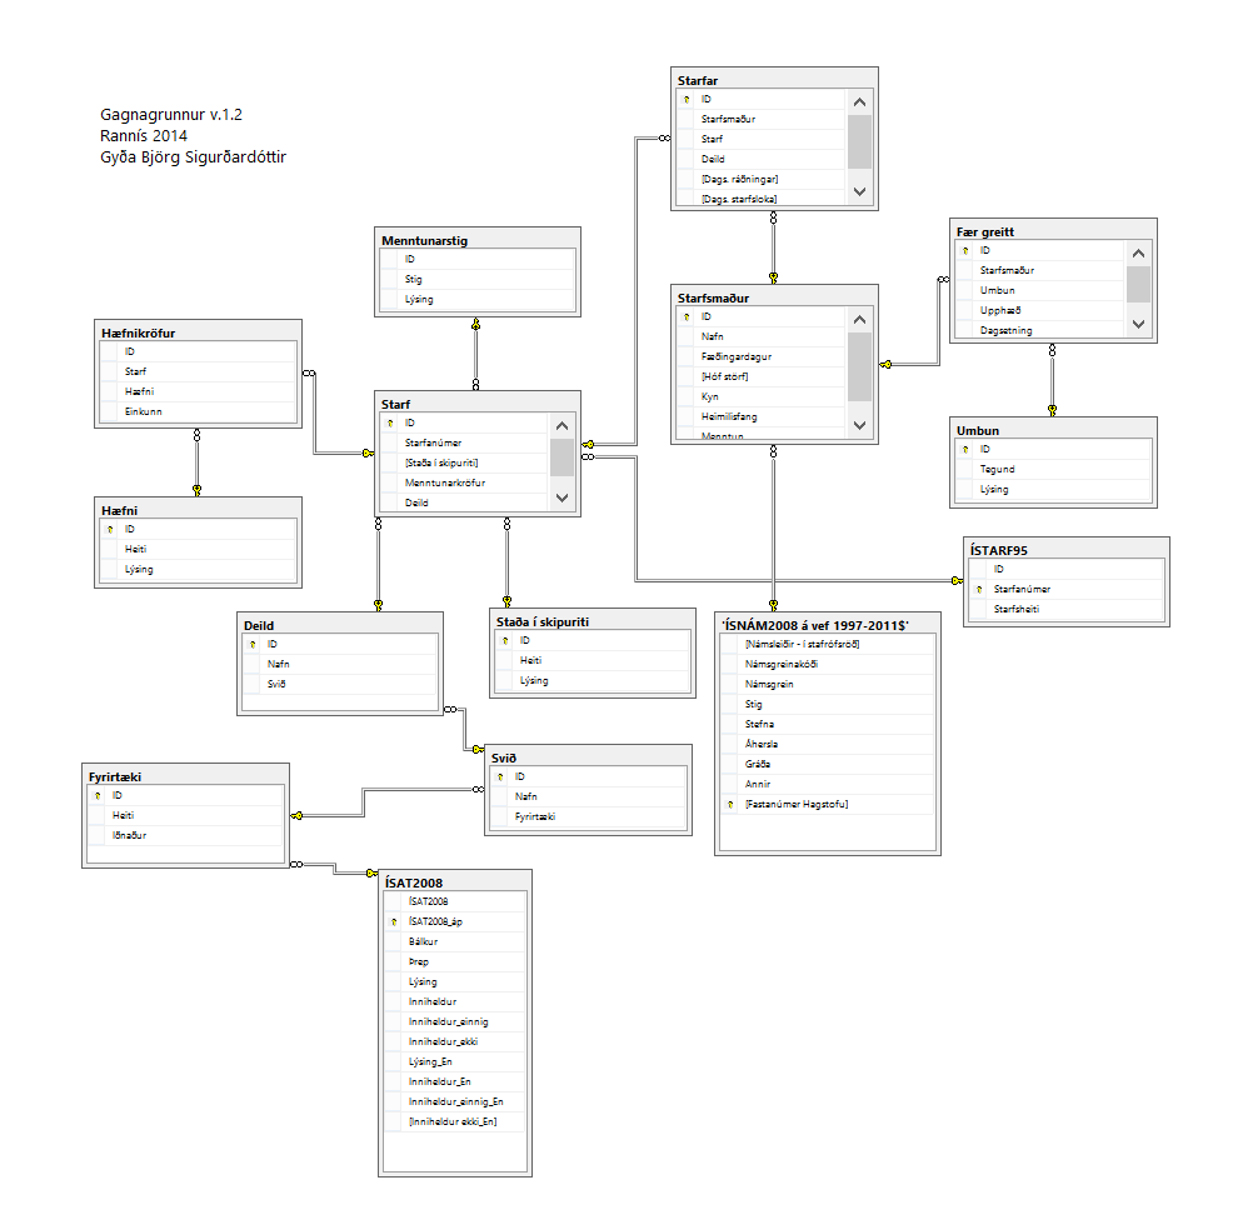 Gagnagrunnur v.1.2
Rannís 2014
Gyða Björg Sigurðardóttir
Starfar
ID
Starfsmaður
Starf
Deild
[Dags. ráðningar]
[Dags. starfsloka]
Menntunarstig
ID
Stig
Lýsing
Fær greitt
ID
Starfsmaður
Umbun
Upphæð
Dagsetning
Starfsmaður
ID
Nafn
Fæðingardagur
[Hóf störf]
Kyn
Heimilisfang
Menntun
Hæfnikröfur
ID
Starf
Hæfni
Einkunn
Starf
ID
Starfanúmer
[Staða í skipuriti]
Menntunarkröfur
Deild
Umbun
ID
Tegund
Lýsing
Hæfni
ID
Heiti
Lýsing
ÍSTARF95
ID
Starfanúmer
Starfsheiti
Deild
ID
Nafn
Svið
Staða í skipuriti
ID
Heiti
Lýsing
'ÍSNÁM2008 á vef 1997-2011$'
[Námsleiðir - í stafrófsröð]
Námsgreinakóði
Námsgrein
Stig
Stefna
Áhersla
Gráða
Annir
[Fastanúmer Hagstofu]
Svið
ID
Nafn
Fyrirtæki
Fyrirtæki
ID
Heiti
Iðnaður
ÍSAT2008
ÍSAT2008
ÍSAT2008_áp
Bálkur
Þrep
Lýsing
Inniheldur
Inniheldur_einnig
Inniheldur_ekki
Lýsing_En
Inniheldur_En
Inniheldur_einnig_En
[Inniheldur ekki_En]